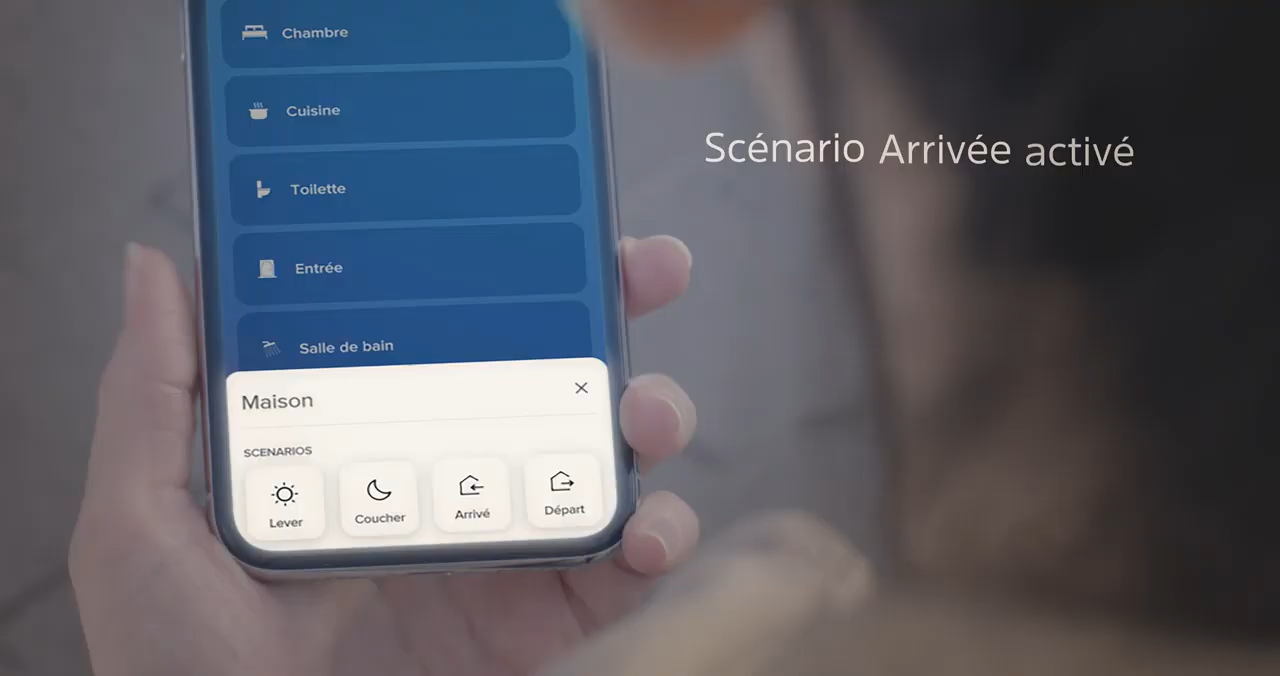 Chambre
Cuisine
Toilette
Entrée
Salle de bain
Maison
SCENARIOS
Lever
Coucher
Arrivé
Départ
Scénario Arrivée activé